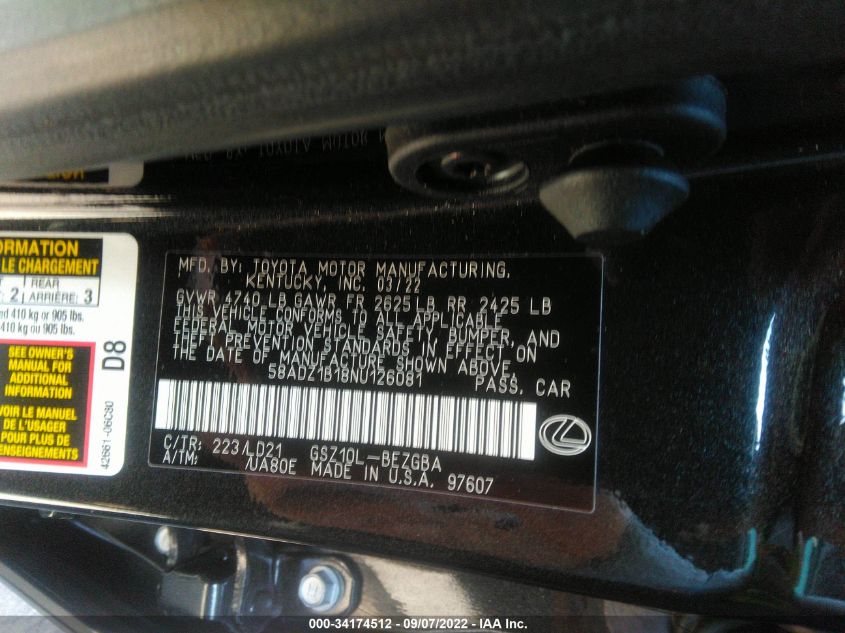 ORMATION
LE CHARGEMENT
2 REAR
ARRIÈRE: 3
ed 410 kg or 905 lbs.
410 kg ou 905 lbs.
SEE OWNER'S
MANUAL FOR
ADDITIONAL
INFORMATION
VOIR LE MANUEL
DE L'USAGER
POUR PLUS DE
RENSEIGNEMENTS
D8
42661-06C80
MFD. BY: TOYOTA MOTOR MANUFACTURING,
KENTUCKY, INC. 03/22
GVWR 4740 LB GAWR FR 2625 LB RR 2425 LB
THIS VEHICLE CONFORMS TO ALL APPLICABLE
FEDERAL MOTOR VEHICLE SAFETY, BUMPER, AND
THEFT PREVENTION STANDARDS IN EFFECT ON
THE DATE OF MANUFACTURE SHOWN ABOVE.
58ADZ1B18NU126081 PASS. CAR
C/TR: 223/LD21 GSZ10L-BEZGBA
A/TM: /UA80E MADE IN U.S.A. 97607
000-34174512 - 09/07/2022 - IAA Inc.